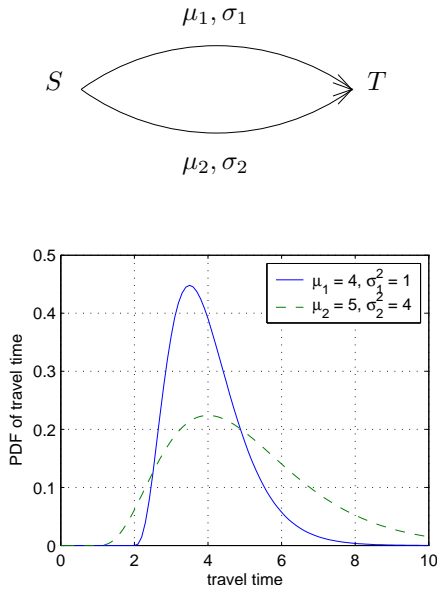 μ₁, σ₁
S T
μ₂, σ₂
0.5
0.4
0.3
0.2
0.1
0
PDF of travel time
μ₁ = 4, σ₁² = 1
μ₂ = 5, σ₂² = 4
0 2 4 6 8 10
travel time